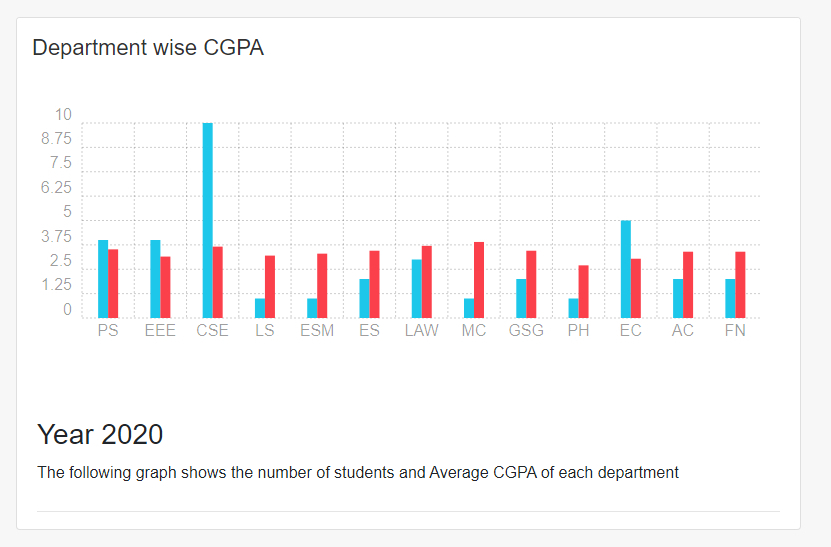 Department wise CGPA
10
8.75
7.5
6.25
5
3.75
2.5
1.25
0
PS EEE CSE LS ESM ES LAW MC GSG PH EC AC FN
Year 2020
The following graph shows the number of students and Average CGPA of each department